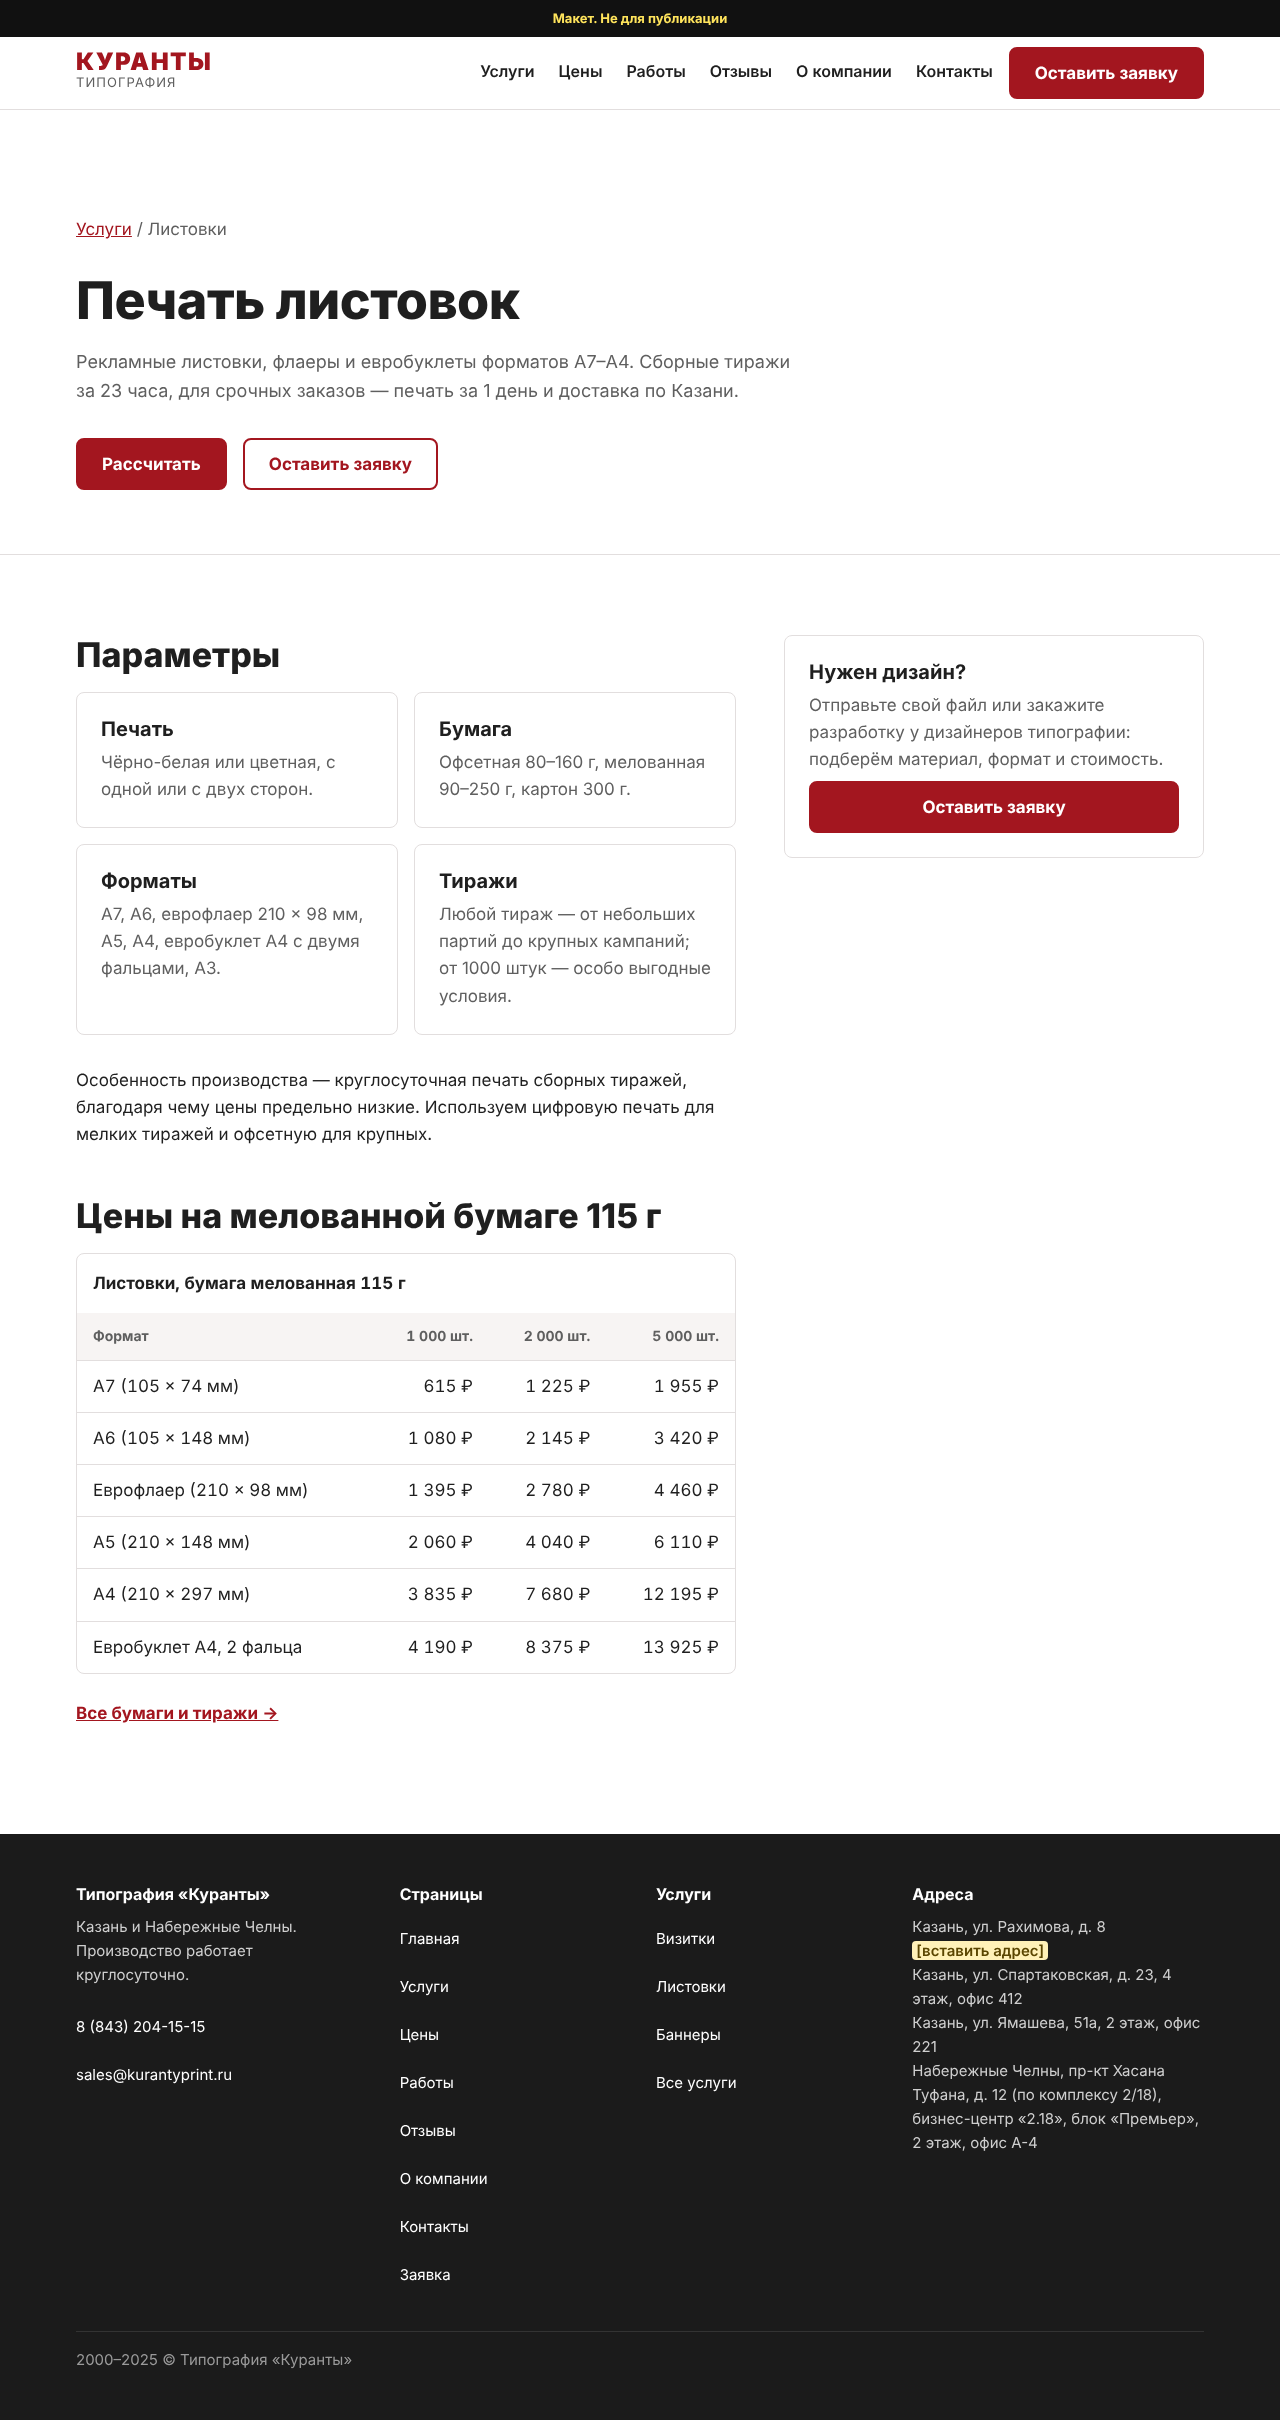 Макет. Не для публикации
КУРАНТЫ
ТИПОГРАФИЯ
Услуги Цены Работы Отзывы О компании Контакты Оставить заявку
Услуги / Листовки
Печать листовок
Рекламные листовки, флаеры и евробуклеты форматов А7–А4. Сборные тиражи
за 23 часа, для срочных заказов — печать за 1 день и доставка по Казани.
Рассчитать Оставить заявку
Параметры
Печать
Чёрно-белая или цветная, с
одной или с двух сторон.
Бумага
Офсетная 80–160 г, мелованная
90–250 г, картон 300 г.
Форматы
А7, А6, еврофлаер 210 × 98 мм,
А5, А4, евробуклет А4 с двумя
фальцами, А3.
Тиражи
Любой тираж — от небольших
партий до крупных кампаний;
от 1000 штук — особо выгодные
условия.
Нужен дизайн?
Отправьте свой файл или закажите
разработку у дизайнеров типографии:
подберём материал, формат и стоимость.
Оставить заявку
Особенность производства — круглосуточная печать сборных тиражей,
благодаря чему цены предельно низкие. Используем цифровую печать для
мелких тиражей и офсетную для крупных.
Цены на мелованной бумаге 115 г
Листовки, бумага мелованная 115 г
Формат 1 000 шт. 2 000 шт. 5 000 шт.
А7 (105 × 74 мм) 615 ₽ 1 225 ₽ 1 955 ₽
А6 (105 × 148 мм) 1 080 ₽ 2 145 ₽ 3 420 ₽
Еврофлаер (210 × 98 мм) 1 395 ₽ 2 780 ₽ 4 460 ₽
А5 (210 × 148 мм) 2 060 ₽ 4 040 ₽ 6 110 ₽
А4 (210 × 297 мм) 3 835 ₽ 7 680 ₽ 12 195 ₽
Евробуклет А4, 2 фальца 4 190 ₽ 8 375 ₽ 13 925 ₽
Все бумаги и тиражи →
Типография «Куранты»
Казань и Набережные Челны.
Производство работает
круглосуточно.
8 (843) 204-15-15
sales@kurantyprint.ru
Страницы
Главная
Услуги
Цены
Работы
Отзывы
О компании
Контакты
Заявка
Услуги
Визитки
Листовки
Баннеры
Все услуги
Адреса
Казань, ул. Рахимова, д. 8
[вставить адрес]
Казань, ул. Спартаковская, д. 23, 4
этаж, офис 412
Казань, ул. Ямашева, 51а, 2 этаж, офис
221
Набережные Челны, пр-кт Хасана
Туфана, д. 12 (по комплексу 2/18),
бизнес-центр «2.18», блок «Премьер»,
2 этаж, офис А-4
2000–2025 © Типография «Куранты»